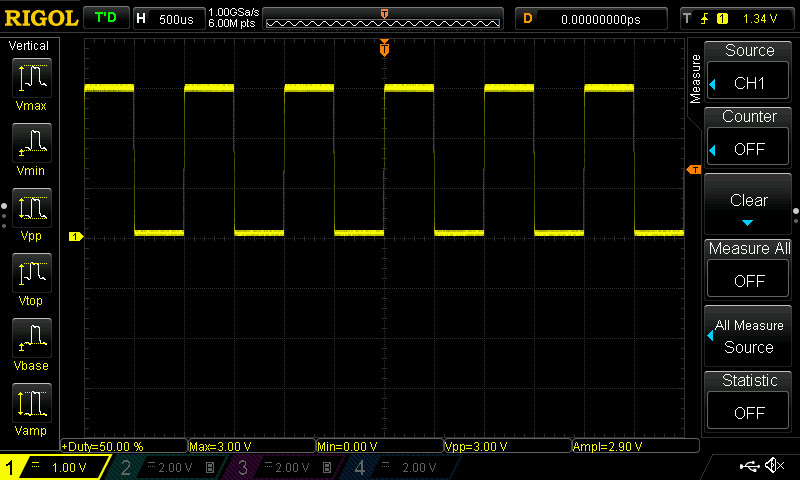 RIGOL T'D H 500us 1.00GSa/s
6.00M pts
T
D 0.00000000ps
T 1 1.34 V
Vertical
Vmax
Vmin
Vpp
Vtop
Vbase
Vamp
T
1
T
Measure
Source
CH1
Counter
OFF
Clear
Measure All
OFF
All Measure
Source
Statistic
OFF
+Duty=50.00 % Max=3.00 V Min=0.00 V Vpp=3.00 V Ampl=2.90 V
1 1.00 V 2 2.00 V B 3 2.00 V B 4 2.00 V